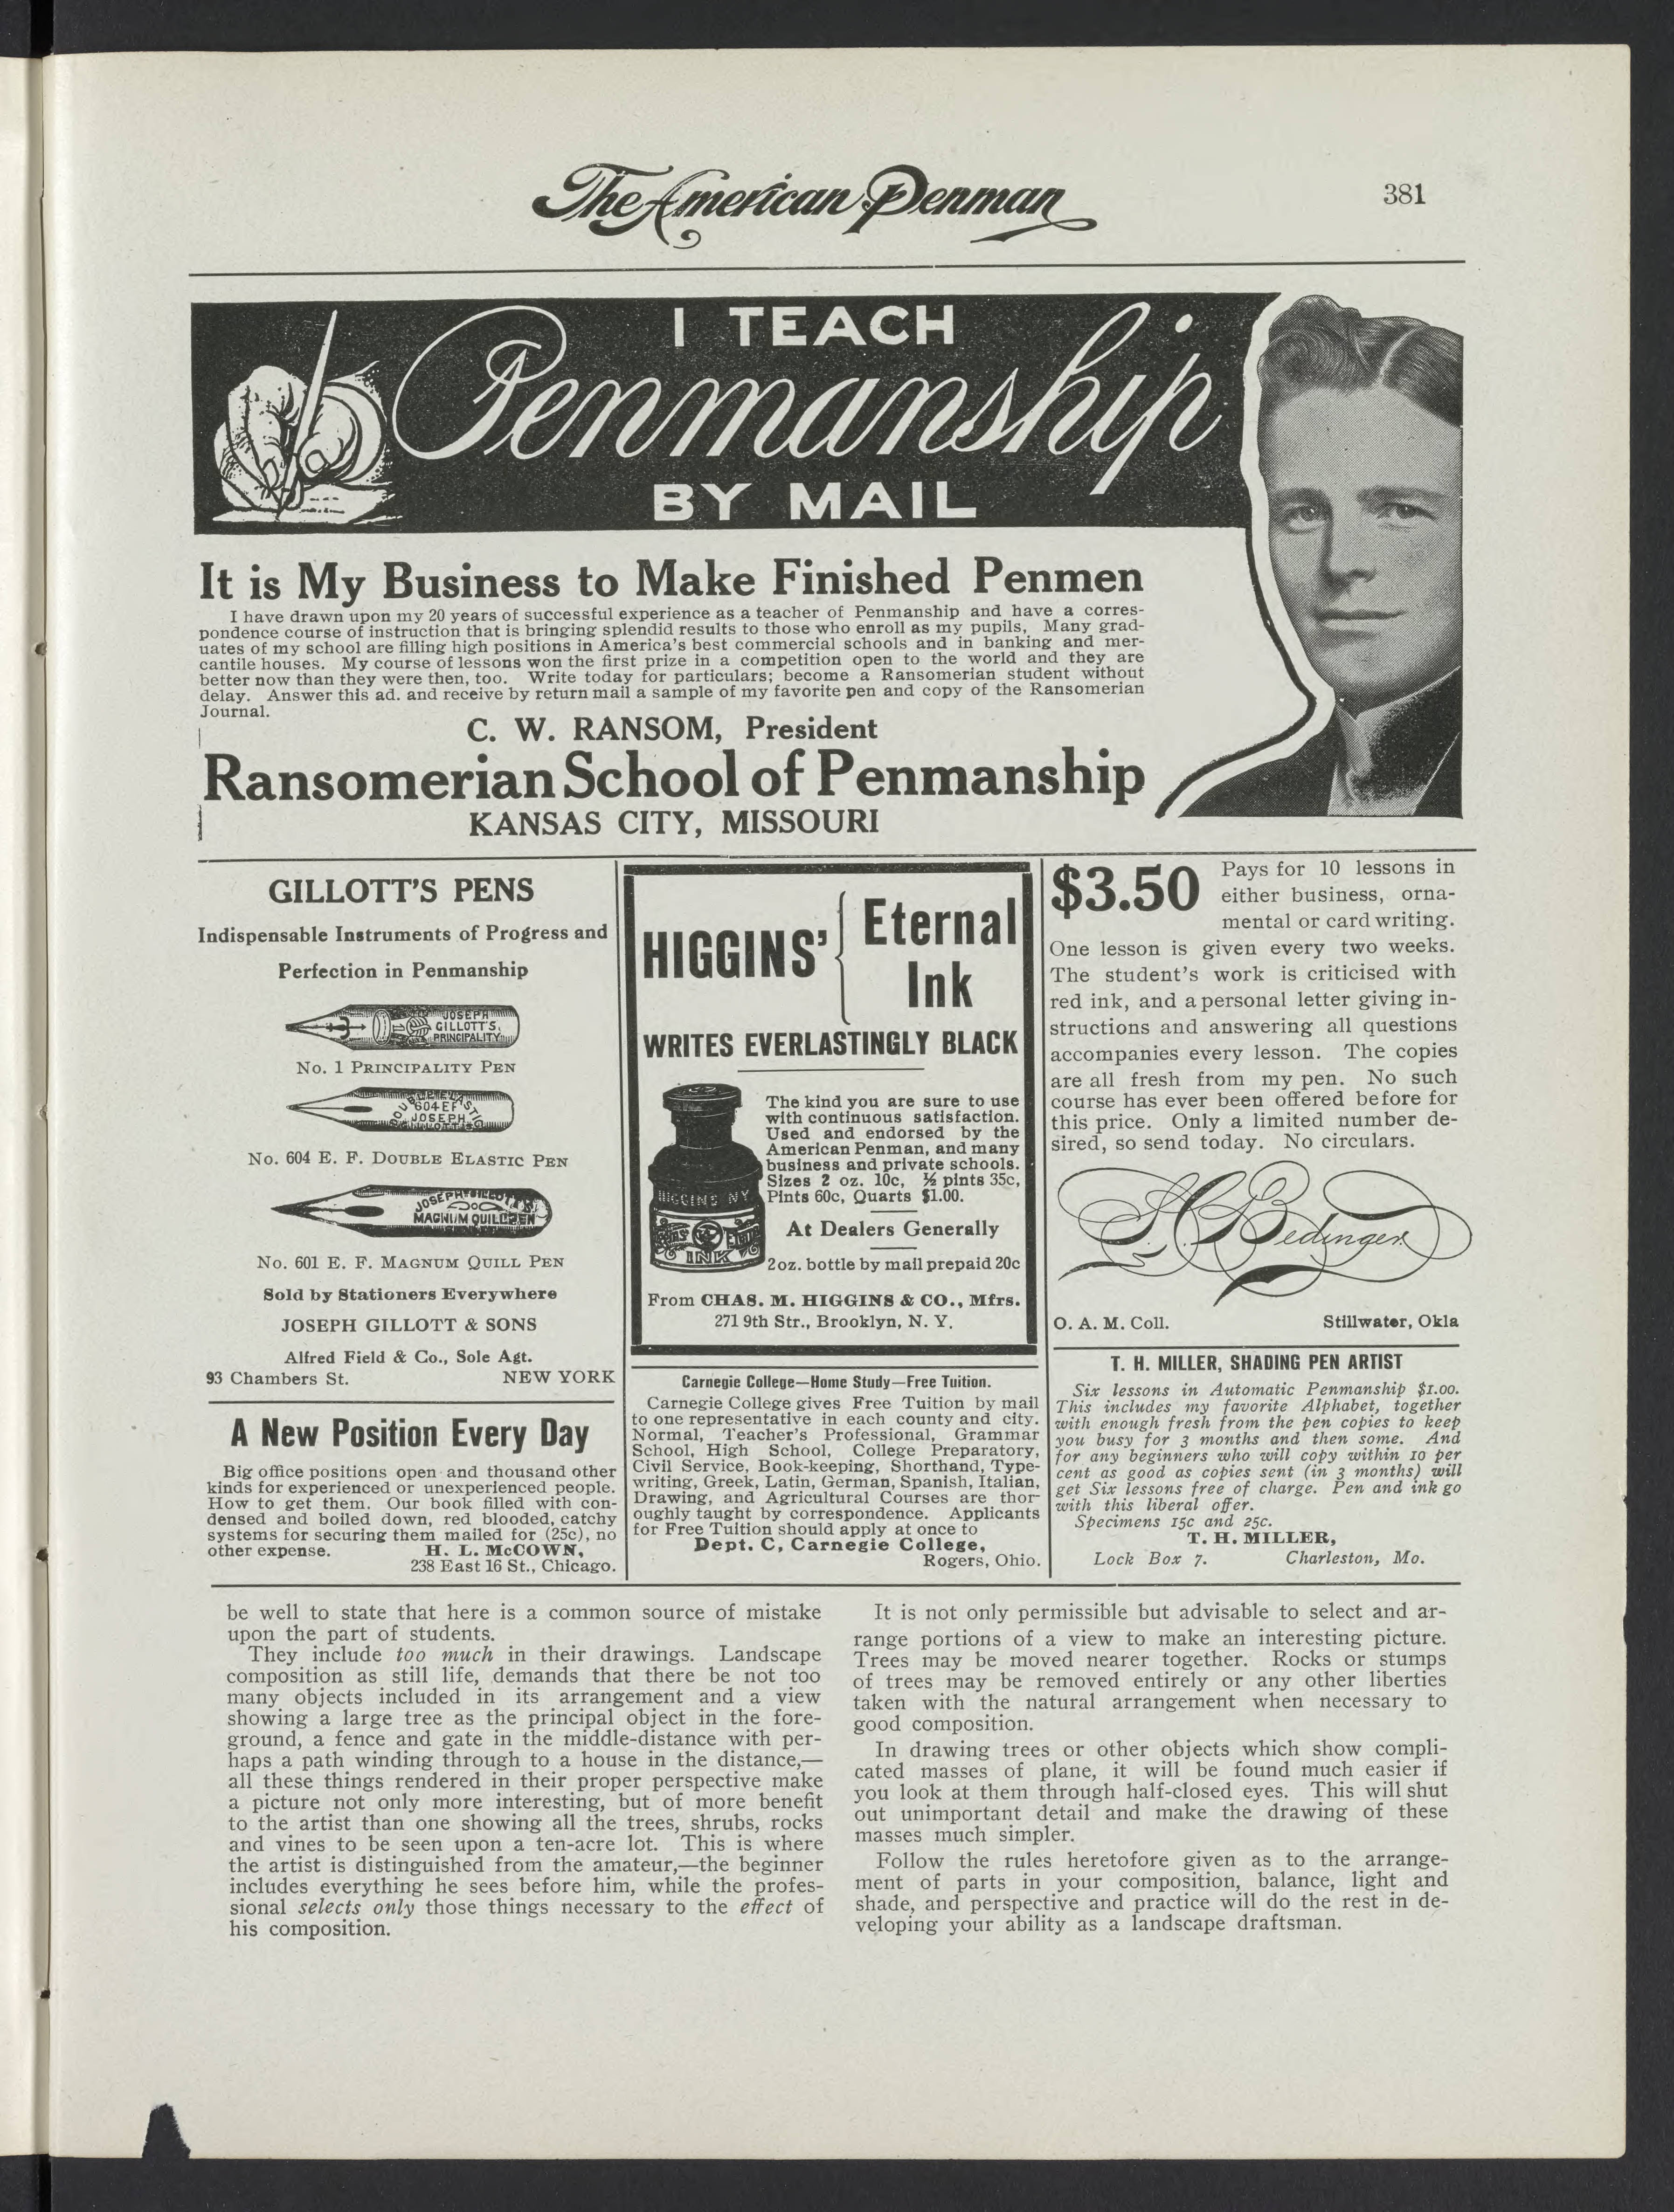 The American Penman
381
I TEACH
Penmanship
BY MAIL
It is My Business to Make Finished Penmen
I have drawn upon my 20 years of successful experience as a teacher of Penmanship and have a corres-
pondence course of instruction that is bringing splendid results to those who enroll as my pupils, Many grad-
uates of my school are filling high positions in America's best commercial schools and in banking and mer-
cantile houses. My course of lessons won the first prize in a competition open to the world and they are
better now than they were then, too. Write today for particulars; become a Ransomerian student without
delay. Answer this ad. and receive by return mail a sample of my favorite pen and copy of the Ransomerian
Journal.
C. W. RANSOM, President
Ransomerian School of Penmanship
KANSAS CITY, MISSOURI
GILLOTT'S PENS
Indispensable Instruments of Progress and
Perfection in Penmanship
JOSEPH
GILLOTT'S,
PRINCIPALITY
No. 1 PRINCIPALITY PEN
DOUBLE ELASTIC
604 EF
JOSEPH
No. 604 E. F. DOUBLE ELASTIC PEN
JOSEPH GILLOTT'S
MAGNUM QUILL PEN
No. 601 E. F. MAGNUM QUILL PEN
Sold by Stationers Everywhere
JOSEPH GILLOTT & SONS
Alfred Field & Co., Sole Agt.
93 Chambers St. NEW YORK
A New Position Every Day
Big office positions open and thousand other
kinds for experienced or unexperienced people.
How to get them. Our book filled with con-
densed and boiled down, red blooded, catchy
systems for securing them mailed for (25c), no
other expense. H. L. McCOWN,
238 East 16 St., Chicago.
HIGGINS' { Eternal
Ink
WRITES EVERLASTINGLY BLACK
HIGGINS NY
INK
The kind you are sure to use
with continuous satisfaction.
Used and endorsed by the
American Penman, and many
business and private schools.
Sizes 2 oz. 10c, ½ pints 35c,
Pints 60c, Quarts $1.00.
At Dealers Generally
2 oz. bottle by mail prepaid 20c
From CHAS. M. HIGGINS & CO., Mfrs.
271 9th Str., Brooklyn, N. Y.
Carnegie College—Home Study—Free Tuition.
Carnegie College gives Free Tuition by mail
to one representative in each county and city.
Normal, Teacher's Professional, Grammar
School, High School, College Preparatory,
Civil Service, Book-keeping, Shorthand, Type-
writing, Greek, Latin, German, Spanish, Italian,
Drawing, and Agricultural Courses are thor-
oughly taught by correspondence. Applicants
for Free Tuition should apply at once to
Dept. C, Carnegie College,
Rogers, Ohio.
$3.50 Pays for 10 lessons in
either business, orna-
mental or card writing.
One lesson is given every two weeks.
The student's work is criticised with
red ink, and a personal letter giving in-
structions and answering all questions
accompanies every lesson. The copies
are all fresh from my pen. No such
course has ever been offered before for
this price. Only a limited number de-
sired, so send today. No circulars.
Bedinger
O. A. M. Coll. Stillwater, Okla
T. H. MILLER, SHADING PEN ARTIST
Six lessons in Automatic Penmanship $1.00.
This includes my favorite Alphabet, together
with enough fresh from the pen copies to keep
you busy for 3 months and then some. And
for any beginners who will copy within 10 per
cent as good as copies sent (in 3 months) will
get Six lessons free of charge. Pen and ink go
with this liberal offer.
Specimens 15c and 25c.
T. H. MILLER,
Lock Box 7. Charleston, Mo.
be well to state that here is a common source of mistake
upon the part of students.
They include too much in their drawings. Landscape
composition as still life, demands that there be not too
many objects included in its arrangement and a view
showing a large tree as the principal object in the fore-
ground, a fence and gate in the middle-distance with per-
haps a path winding through to a house in the distance,—
all these things rendered in their proper perspective make
a picture not only more interesting, but of more benefit
to the artist than one showing all the trees, shrubs, rocks
and vines to be seen upon a ten-acre lot. This is where
the artist is distinguished from the amateur,—the beginner
includes everything he sees before him, while the profes-
sional selects only those things necessary to the effect of
his composition.
It is not only permissible but advisable to select and ar-
range portions of a view to make an interesting picture.
Trees may be moved nearer together. Rocks or stumps
of trees may be removed entirely or any other liberties
taken with the natural arrangement when necessary to
good composition.
In drawing trees or other objects which show compli-
cated masses of plane, it will be found much easier if
you look at them through half-closed eyes. This will shut
out unimportant detail and make the drawing of these
masses much simpler.
Follow the rules heretofore given as to the arrange-
ment of parts in your composition, balance, light and
shade, and perspective and practice will do the rest in de-
veloping your ability as a landscape draftsman.